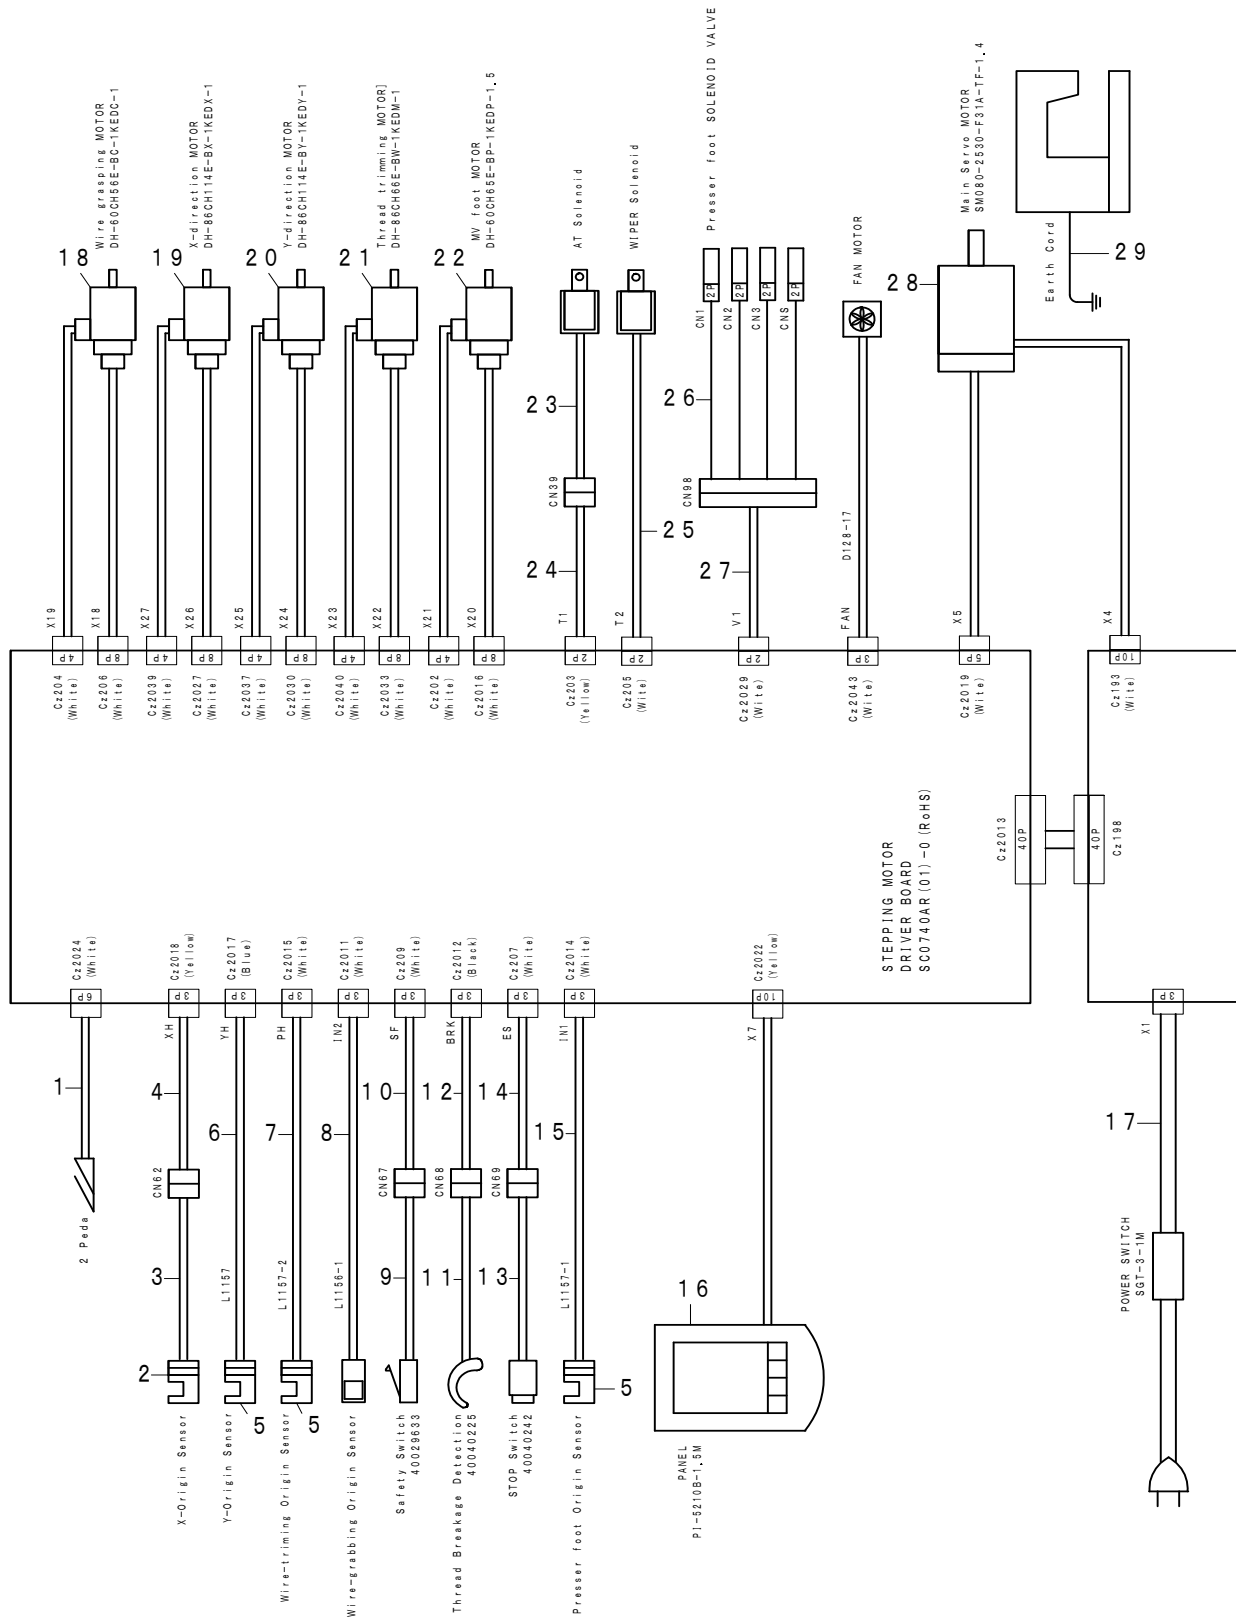 Wire grasping MOTOR
DH-60CH56E-BC-1KEDC-1
X-direction MOTOR
DH-86CH114E-BX-1KEDX-1
Y-direction MOTOR
DH-86CH114E-BY-1KEDY-1
Thread trimming MOTOR]
DH-86CH66E-BW-1KEDM-1
MV foot MOTOR
DH-60CH65E-BP-1KEDP-1.5
AT Solenoid
WIPER Solenoid
Presser foot SOLENOID VALVE
FAN MOTOR
Main Servo MOTOR
SM080-2530-F31A-TF-1.4
Earth Cord
18
19
20
21
22
23
24
25
26
27
28
29
CN39
CN98
CN1
CN2
CN3
CNS
2P
2P
2P
2P
D128-17
X19
X18
X27
X26
X25
X24
X23
X22
X21
X20
T1
T2
V1
FAN
X5
X4
4P
8P
4P
8P
4P
8P
4P
8P
4P
8P
2P
2P
2P
3P
5P
10P
Cz204
(White)
Cz206
(White)
Cz2039
(White)
Cz2027
(White)
Cz2037
(White)
Cz2030
(White)
Cz2040
(White)
Cz2033
(White)
Cz202
(White)
Cz2016
(White)
Cz203
(Yellow)
Cz205
(Wite)
Cz2029
(Wite)
Cz2043
(Wite)
Cz2019
(Wite)
Cz193
(Wite)
STEPPING MOTOR
DRIVER BOARD
SC0740AR(01)-0(RoHS)
Cz2013
40P
40P
Cz198
Cz2024
(White)
Cz2018
(Yellow)
Cz2017
(Blue)
Cz2015
(White)
Cz2011
(White)
Cz209
(White)
Cz2012
(Black)
Cz207
(White)
Cz2014
(White)
Cz2022
(Yellow)
6P
3P
3P
3P
3P
3P
3P
3P
3P
10P
3P
XH
YH
PH
IN2
SF
BRK
ES
IN1
X7
X1
1
4
6
7
8
10
12
14
15
17
CN62
CN67
CN68
CN69
2 Peda
3
L1157
L1157-2
L1156-1
9
11
13
L1157-1
16
2
5
5
5
X-Origin Sensor
Y-Origin Sensor
Wire-triming Origin Sensor
Wire-grabbing Origin Sensor
Safety Switch
40029633
Thread Breakage Detection
40040225
STOP Switch
40040242
Presser foot Origin Sensor
PANEL
PI-5210B-1.5M
POWER SWITCH
SGT-3-1M